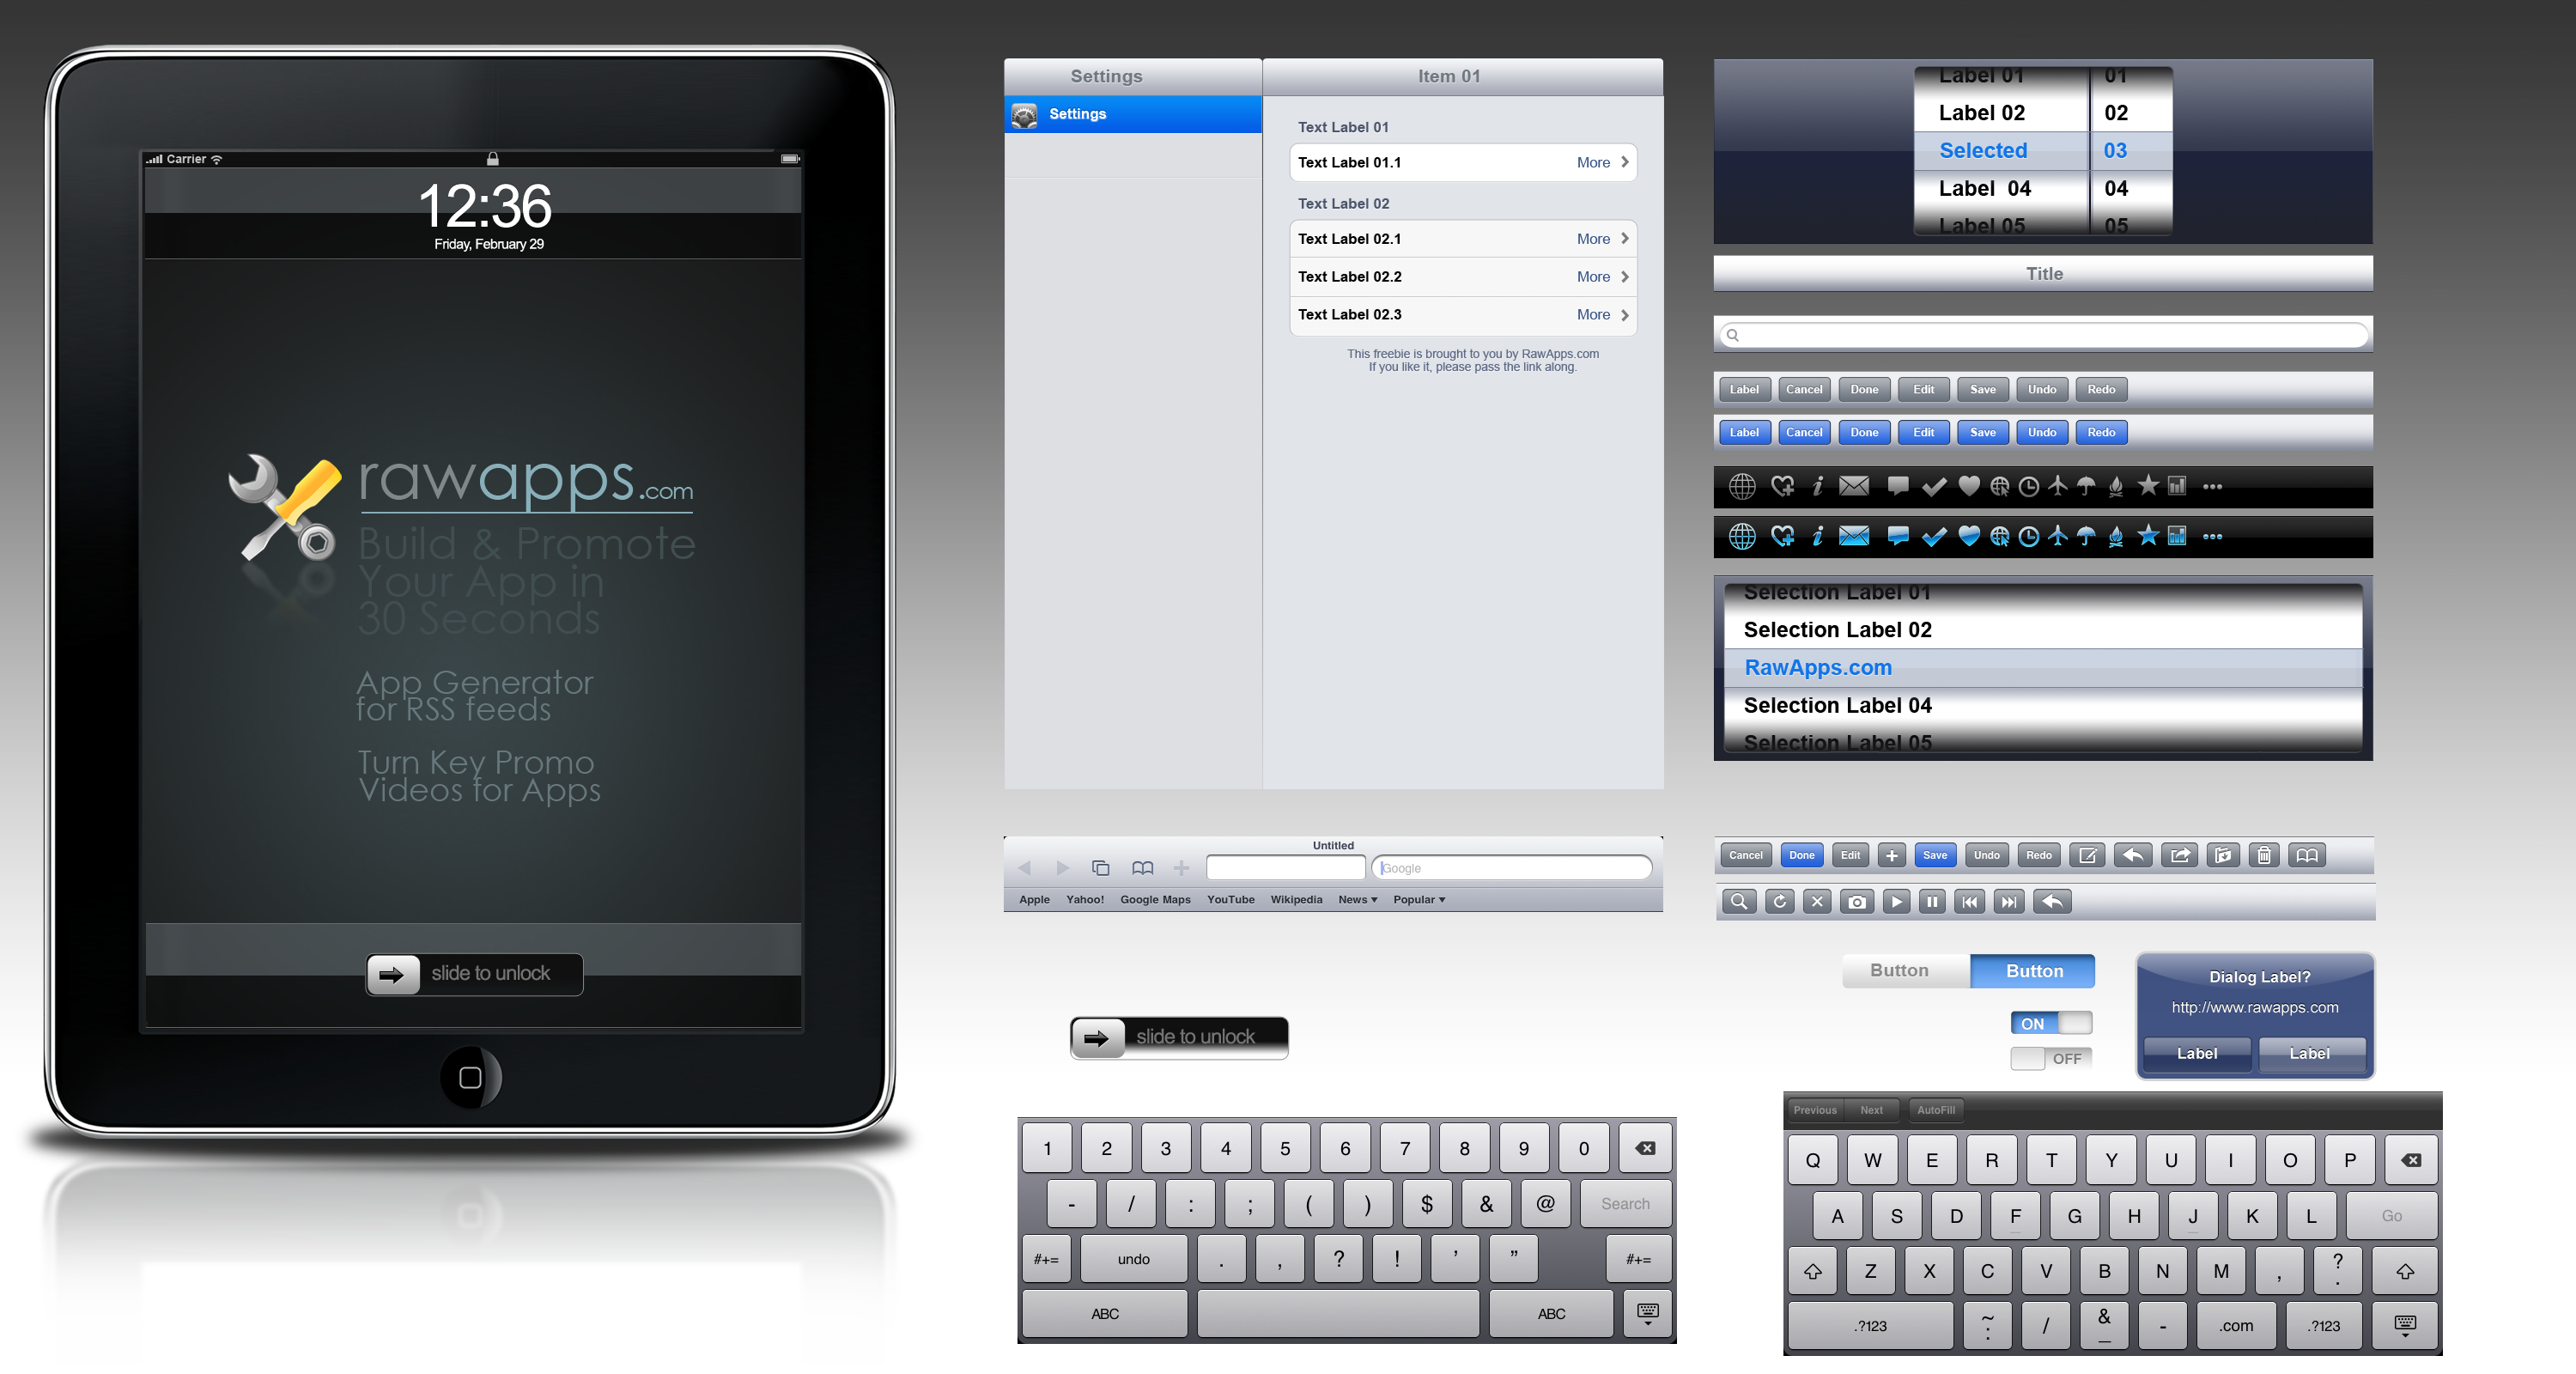 Carrier
12:36
Friday, February 29
rawapps.com
Build & Promote
Your App in
30 Seconds
App Generator
for RSS feeds
Turn Key Promo
Videos for Apps
slide to unlock
Settings
Item 01
Settings
Text Label 01
Text Label 01.1 More
Text Label 02
Text Label 02.1 More
Text Label 02.2 More
Text Label 02.3 More
This freebie is brought to you by RawApps.com
If you like it, please pass the link along.
Label 01 01
Label 02 02
Selected 03
Label 04 04
Label 05 05
Title
Label Cancel Done Edit Save Undo Redo
Label Cancel Done Edit Save Undo Redo
Selection Label 01
Selection Label 02
RawApps.com
Selection Label 04
Selection Label 05
Untitled
Google
Apple Yahoo! Google Maps YouTube Wikipedia News Popular
Cancel Done Edit + Save Undo Redo
Button Button
ON
OFF
Dialog Label?
http://www.rawapps.com
Label Label
slide to unlock
1 2 3 4 5 6 7 8 9 0
- / : ; ( ) $ & @ Search
#+= undo . , ? ! ' " #+=
ABC ABC
Previous Next AutoFill
Q W E R T Y U I O P
A S D F G H J K L Go
Z X C V B N M , ? .
.?123 ~ : / & _ - .com .?123